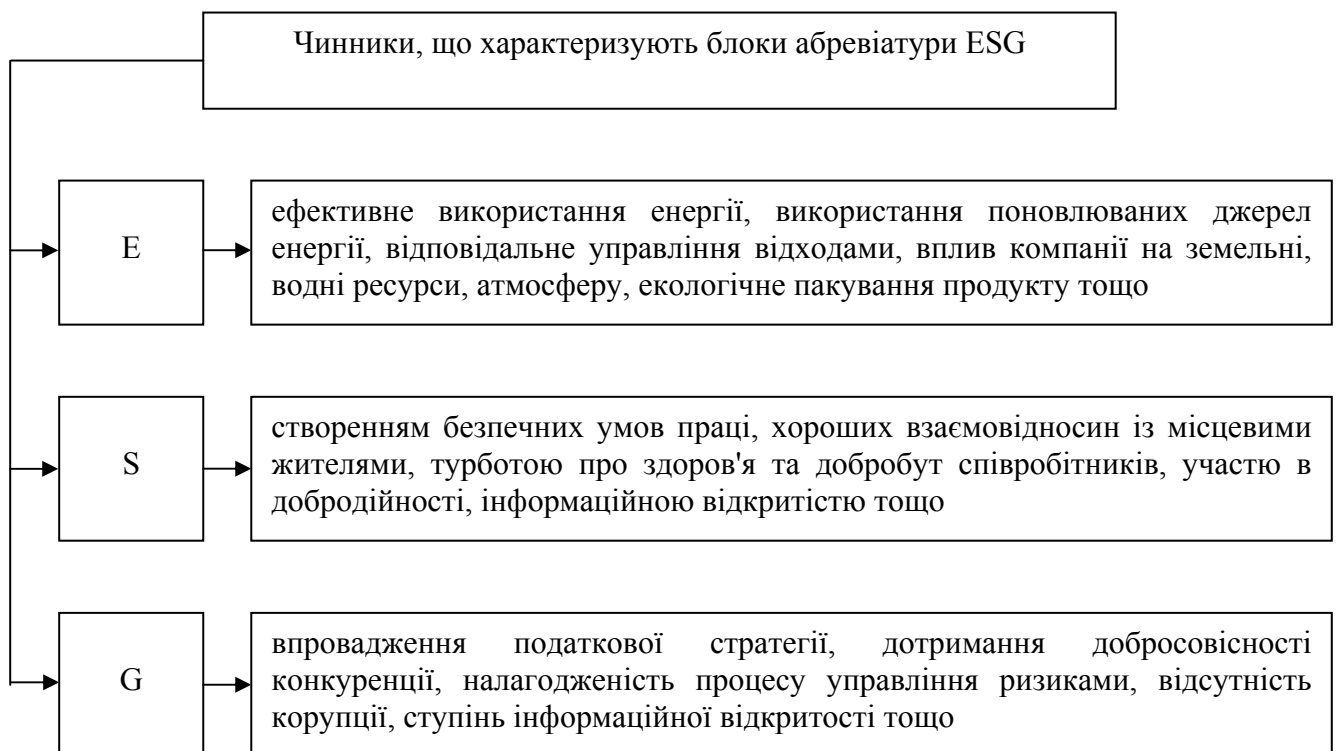 Чинники, що характеризують блоки абревіатури ESG
E
ефективне використання енергії, використання поновлюваних джерел
енергії, відповідальне управління відходами, вплив компанії на земельні,
водні ресурси, атмосферу, екологічне пакування продукту тощо
S
створенням безпечних умов праці, хороших взаємовідносин із місцевими
жителями, турботою про здоров'я та добробут співробітників, участю в
добродійності, інформаційною відкритістю тощо
G
впровадження податкової стратегії, дотримання добросовісності
конкуренції, налагодженість процесу управління ризиками, відсутність
корупції, ступінь інформаційної відкритості тощо